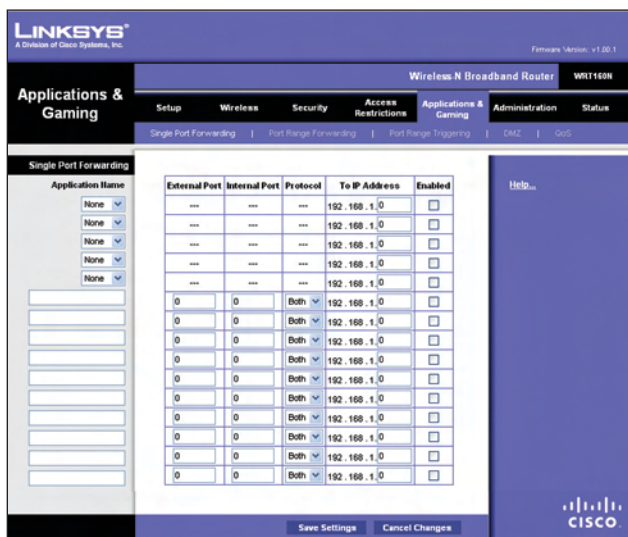 LINKSYS®
A Division of Cisco Systems, Inc.
Firmware Version: v1.00.1
Wireless-N Broadband Router WRT160N
Applications & Gaming
Setup Wireless Security Access Restrictions Applications & Gaming Administration Status
Single Port Forwarding | Port Range Forwarding | Port Range Triggering | DMZ | QoS
Single Port Forwarding
Application Name
External Port Internal Port Protocol To IP Address Enabled
Help...
None --- --- --- 192.168.1.0
None --- --- --- 192.168.1.0
None --- --- --- 192.168.1.0
None --- --- --- 192.168.1.0
None --- --- --- 192.168.1.0
0 0 Both 192.168.1.0
0 0 Both 192.168.1.0
0 0 Both 192.168.1.0
0 0 Both 192.168.1.0
0 0 Both 192.168.1.0
0 0 Both 192.168.1.0
0 0 Both 192.168.1.0
0 0 Both 192.168.1.0
0 0 Both 192.168.1.0
0 0 Both 192.168.1.0
Save Settings Cancel Changes
CISCO.